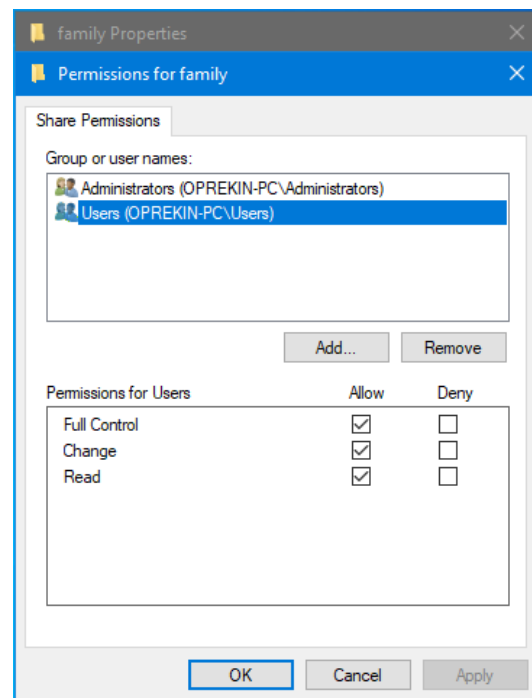 family Properties
Permissions for family
Share Permissions
Group or user names:
Administrators (OPREKIN-PC\Administrators)
Users (OPREKIN-PC\Users)
Add... Remove
Permissions for Users Allow Deny
Full Control
Change
Read
OK Cancel Apply